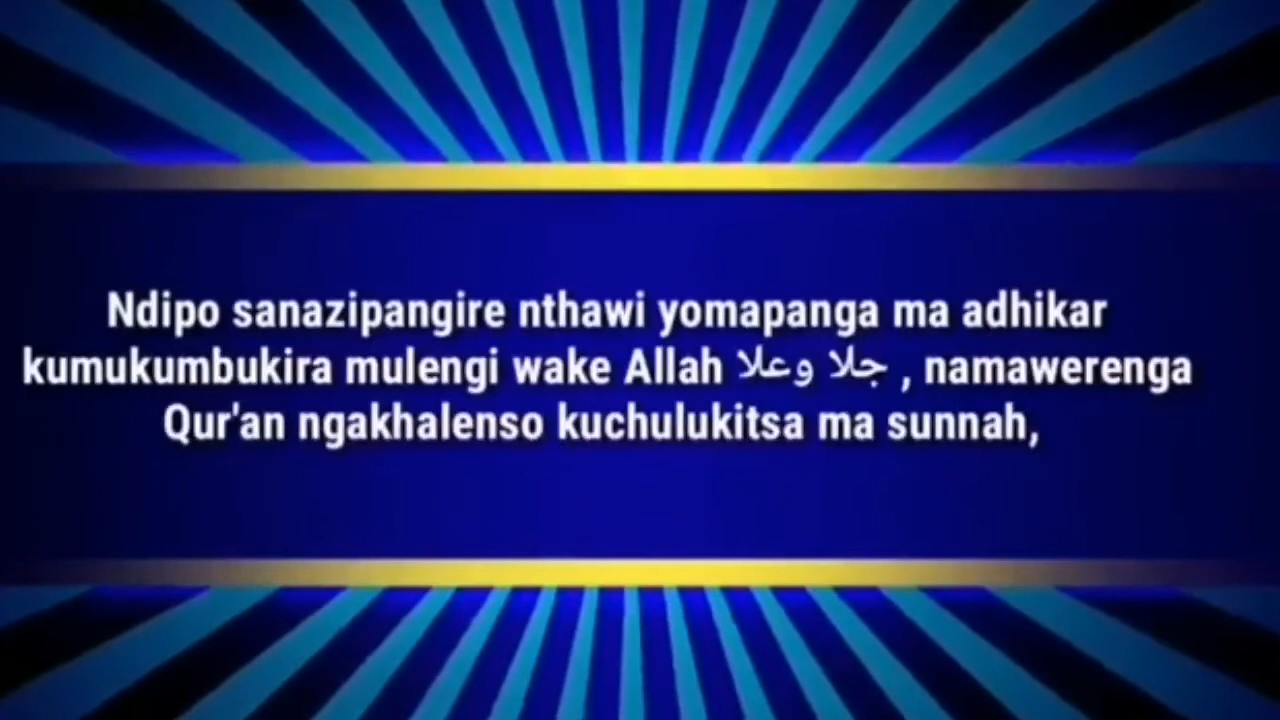 Ndipo sanazipangire nthawi yomapanga ma adhikar
kumukumbukira mulengi wake Allah جلا وعلا , namawerenga
Qur'an ngakhalenso kuchulukitsa ma sunnah,